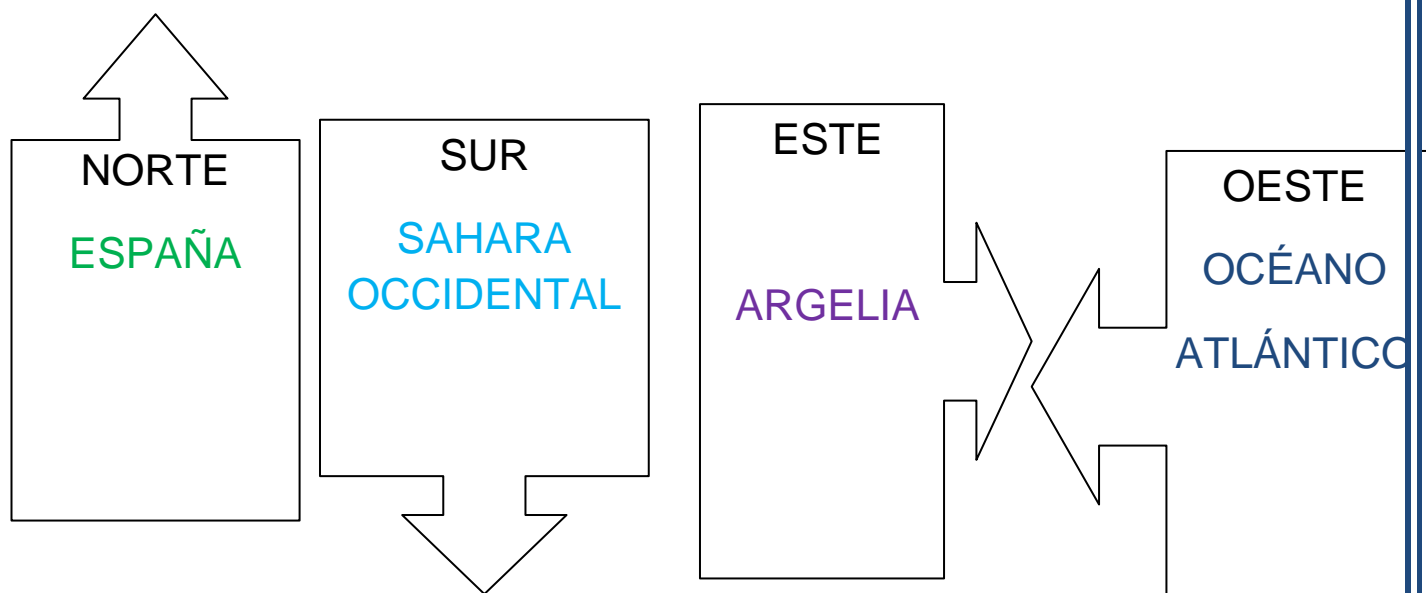 NORTE
ESPAÑA
SUR
SAHARA
OCCIDENTAL
ESTE
ARGELIA
OESTE
OCÉANO
ATLÁNTICO